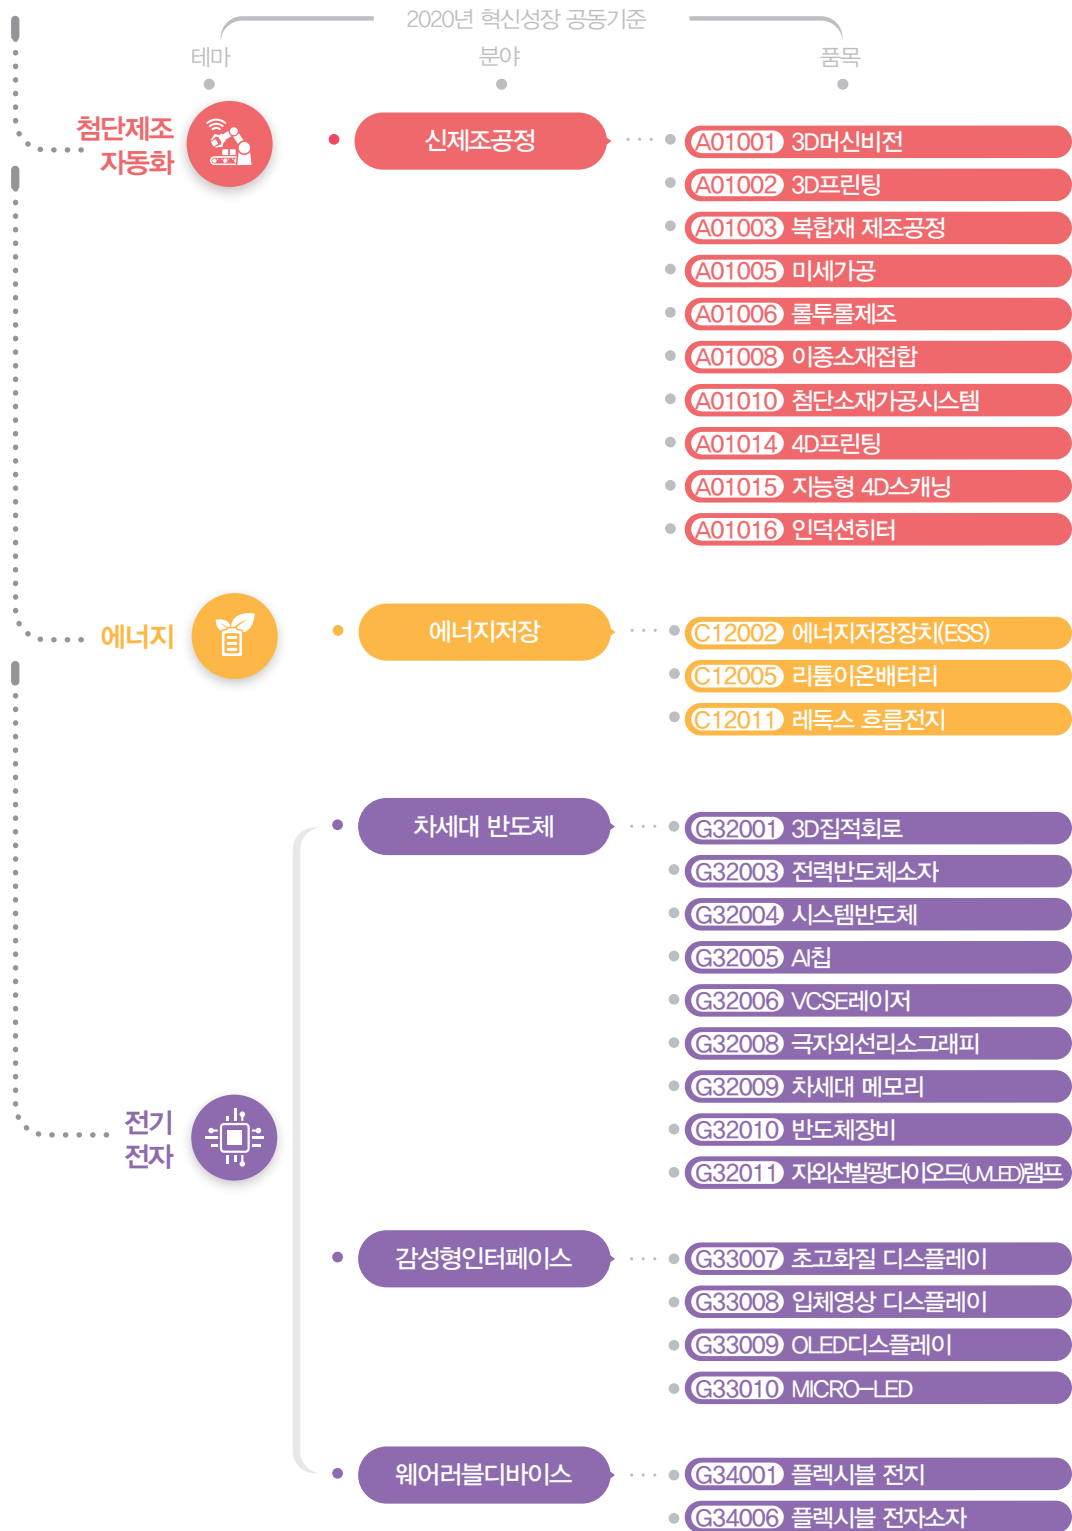 2020년 혁신성장 공동기준
테마
분야
품목
첨단제조
자동화
신제조공정
A01001 3D머신비전
A01002 3D프린팅
A01003 복합재 제조공정
A01005 미세가공
A01006 롤투롤제조
A01008 이종소재접합
A01010 첨단소재가공시스템
A01014 4D프린팅
A01015 지능형 4D스캐닝
A01016 인덕션히터
에너지
에너지저장
C12002 에너지저장장치(ESS)
C12005 리튬이온배터리
C12011 레독스 흐름전지
전기
전자
차세대 반도체
G32001 3D집적회로
G32003 전력반도체소자
G32004 시스템반도체
G32005 AI칩
G32006 VCSE레이저
G32008 극자외선리소그래피
G32009 차세대 메모리
G32010 반도체장비
G32011 자외선발광다이오드(UVLED)램프
감성형인터페이스
G33007 초고화질 디스플레이
G33008 입체영상 디스플레이
G33009 OLED디스플레이
G33010 MICRO-LED
웨어러블디바이스
G34001 플렉시블 전지
G34006 플렉시블 전자소자